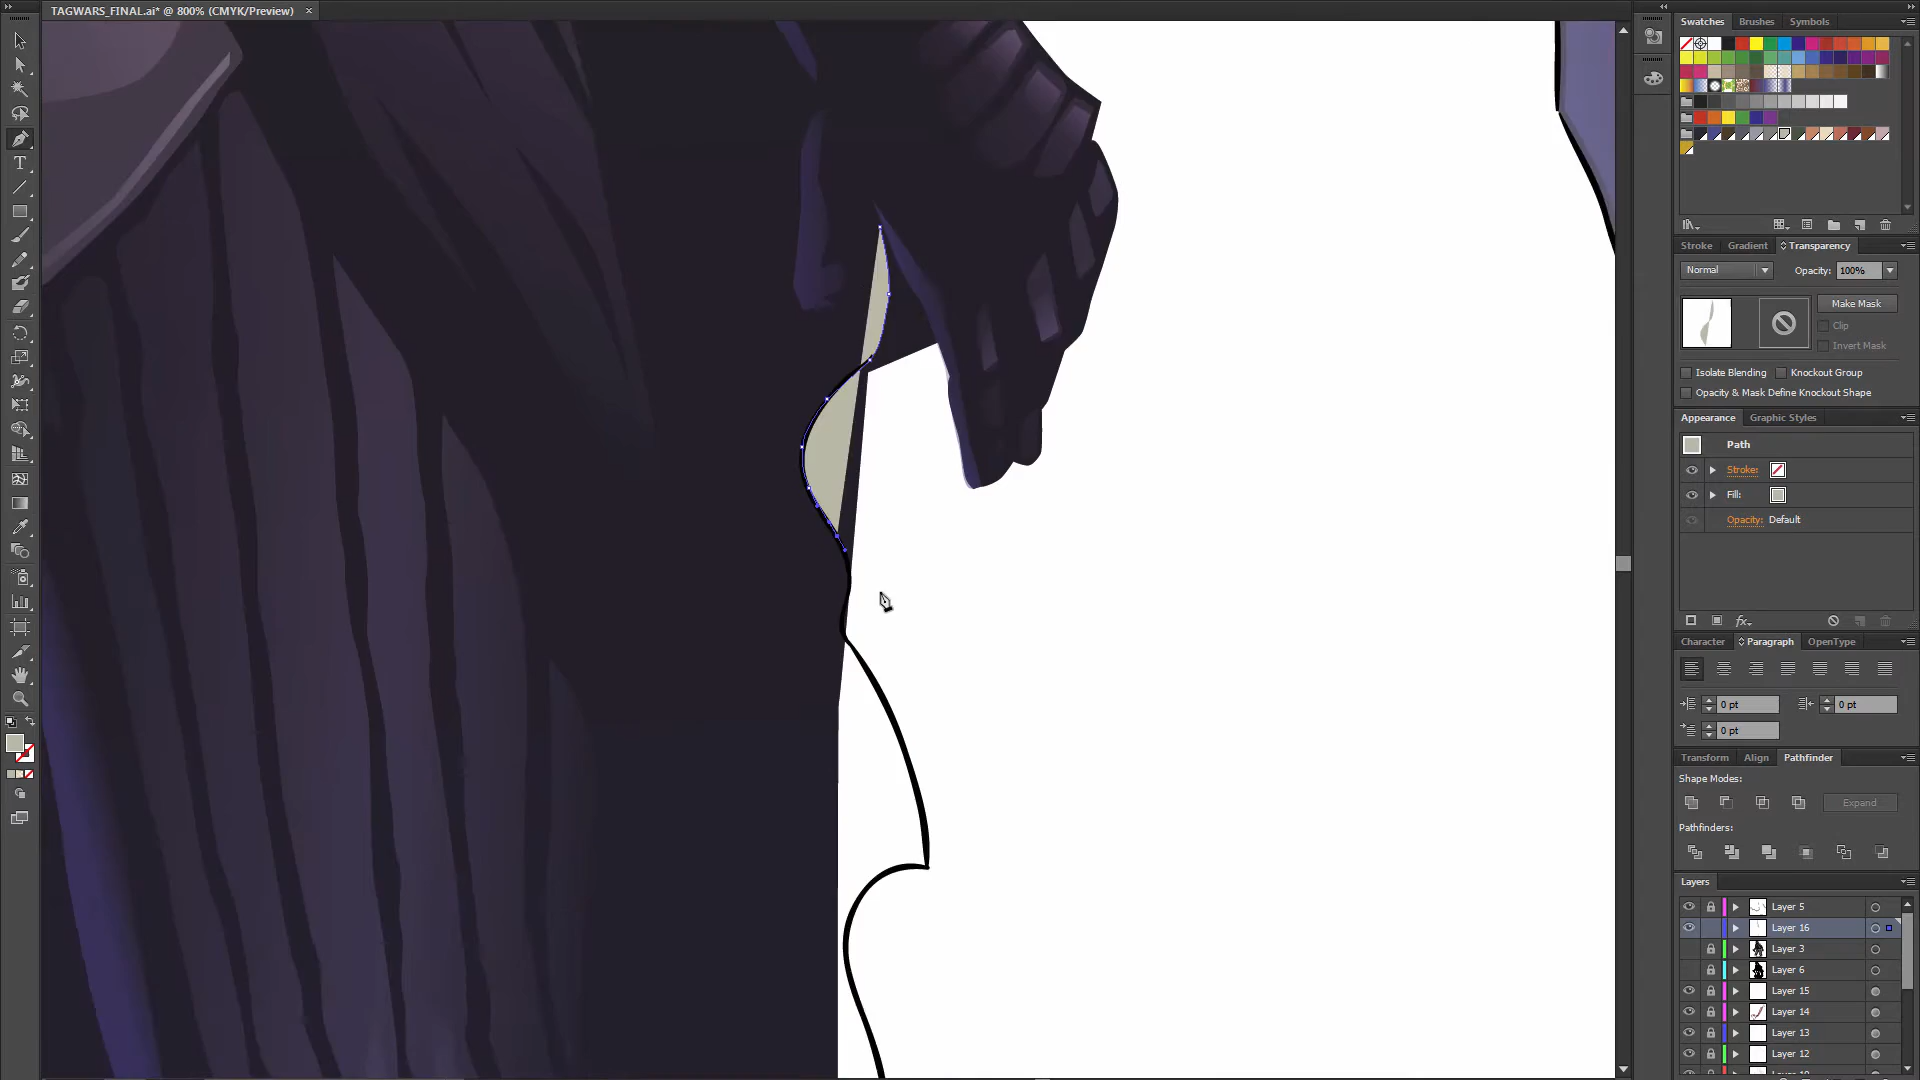 TAGWARS_FINAL.ai* @ 800% (CMYK/Preview) ×
Swatches Brushes Symbols
Stroke Gradient Transparency
Normal Opacity: 100%
Make Mask
Clip
Invert Mask
Isolate Blending Knockout Group
Opacity & Mask Define Knockout Shape
Appearance Graphic Styles
Path
Stroke:
Fill:
Opacity: Default
fx
Character Paragraph OpenType
0 pt 0 pt
0 pt
Transform Align Pathfinder
Shape Modes:
Expand
Pathfinders:
Layers
Layer 5
Layer 16
Layer 3
Layer 6
Layer 15
Layer 14
Layer 13
Layer 12